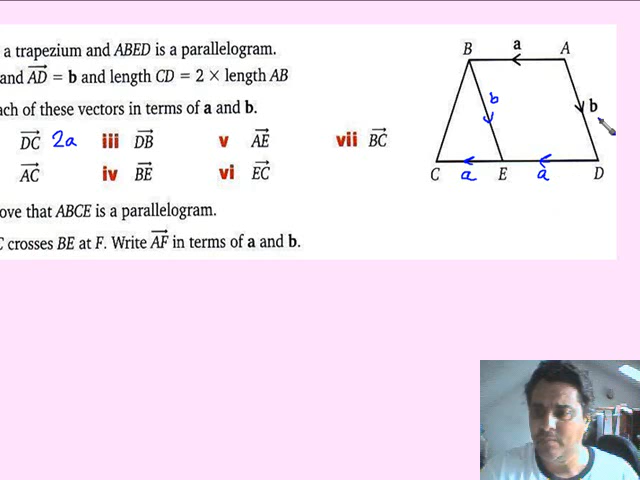 a trapezium and ABED is a parallelogram.
and AD = b and length CD = 2 × length AB
ach of these vectors in terms of a and b.
DC 2a iii DB v AE vii BC
AC iv BE vi EC
ove that ABCE is a parallelogram.
C crosses BE at F. Write AF in terms of a and b.
B a A
b b
C a E a D